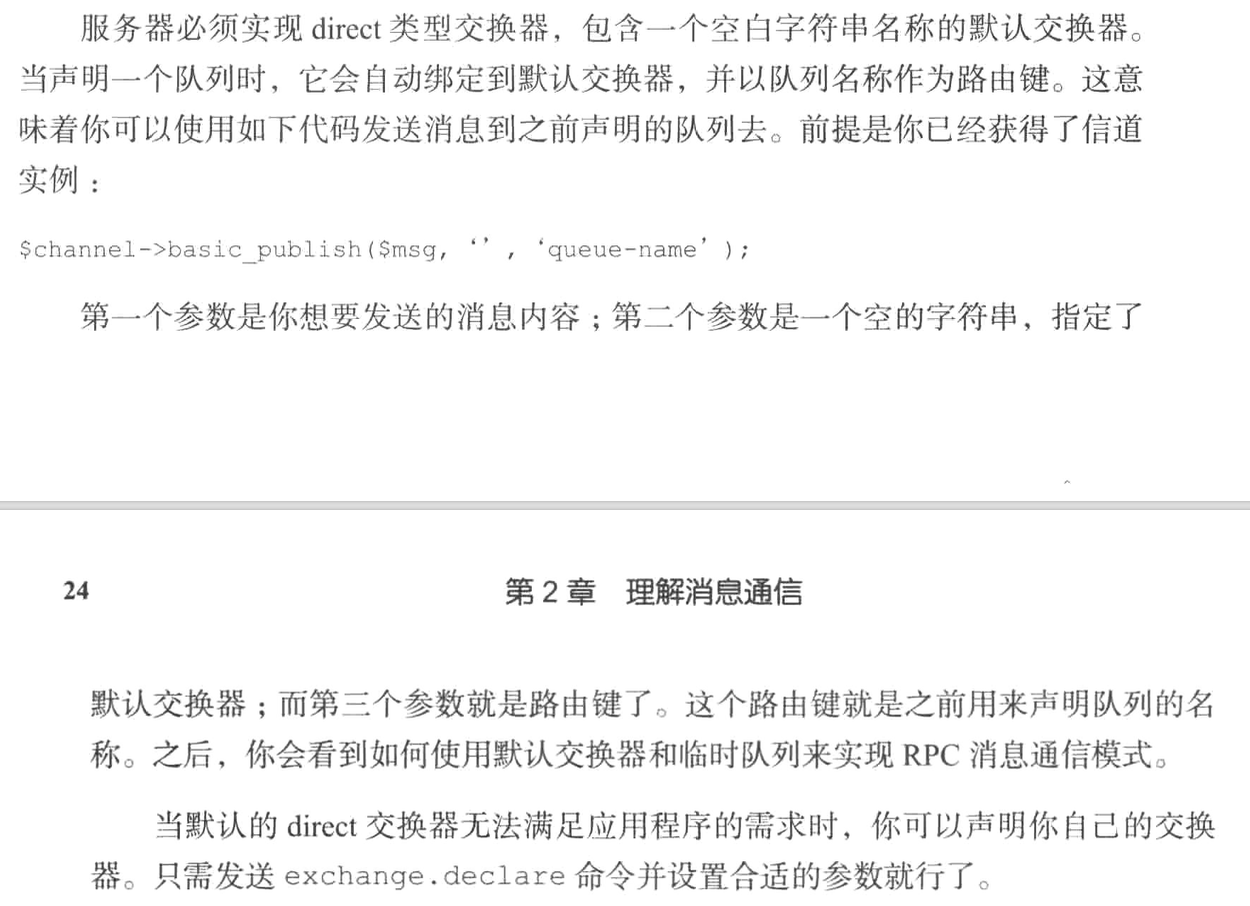 服务器必须实现 direct 类型交换器，包含一个空白字符串名称的默认交换器。
当声明一个队列时，它会自动绑定到默认交换器，并以队列名称作为路由键。这意
味着你可以使用如下代码发送消息到之前声明的队列去。前提是你已经获得了信道
实例：
$channel->basic_publish($msg, ‘’ , ‘queue-name’ );
第一个参数是你想要发送的消息内容；第二个参数是一个空的字符串，指定了
24 第 2 章 理解消息通信
默认交换器；而第三个参数就是路由键了。这个路由键就是之前用来声明队列的名
称。之后，你会看到如何使用默认交换器和临时队列来实现 RPC 消息通信模式。
当默认的 direct 交换器无法满足应用程序的需求时，你可以声明你自己的交换
器。只需发送 exchange.declare 命令并设置合适的参数就行了。